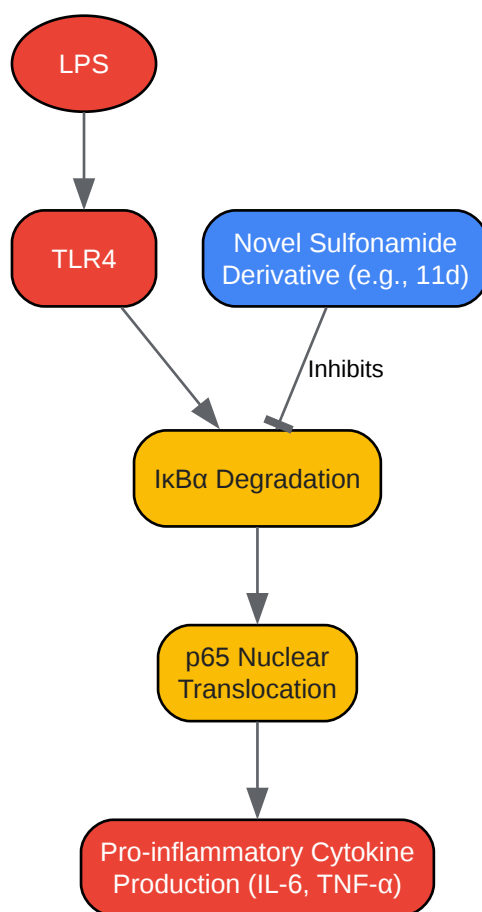 LPS
TLR4
Novel Sulfonamide
Derivative (e.g., 11d)
Inhibits
IκBα Degradation
p65 Nuclear
Translocation
Pro-inflammatory Cytokine
Production (IL-6, TNF-α)